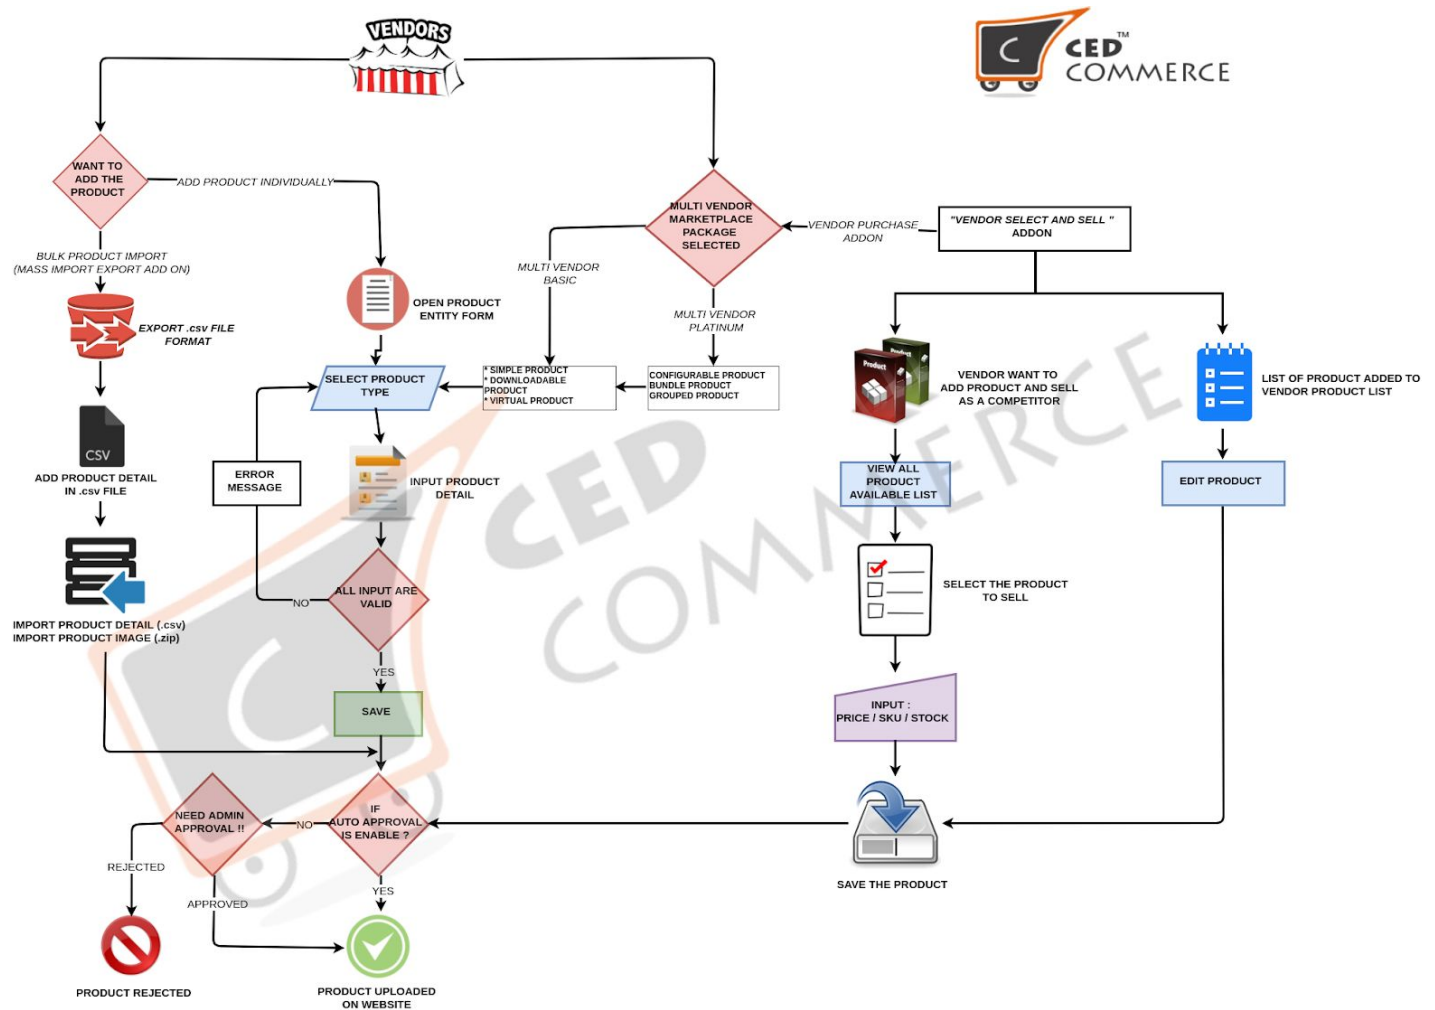 VENDORS
CED™
COMMERCE
WANT TO
ADD THE
PRODUCT
ADD PRODUCT INDIVIDUALLY
MULTI VENDOR
MARKETPLACE
PACKAGE
SELECTED
VENDOR PURCHASE
ADDON
"VENDOR SELECT AND SELL "
ADDON
BULK PRODUCT IMPORT
(MASS IMPORT EXPORT ADD ON)
MULTI VENDOR
BASIC
MULTI VENDOR
PLATINUM
EXPORT .csv FILE
FORMAT
OPEN PRODUCT
ENTITY FORM
SELECT PRODUCT
TYPE
* SIMPLE PRODUCT
* DOWNLOADABLE
PRODUCT
* VIRTUAL PRODUCT
CONFIGURABLE PRODUCT
BUNDLE PRODUCT
GROUPED PRODUCT
Product
Product
VENDOR WANT TO
ADD PRODUCT AND SELL
AS A COMPETITOR
LIST OF PRODUCT ADDED TO
VENDOR PRODUCT LIST
CSV
ADD PRODUCT DETAIL
IN .csv FILE
ERROR
MESSAGE
INPUT PRODUCT
DETAIL
VIEW ALL
PRODUCT
AVAILABLE LIST
EDIT PRODUCT
CED
COMMERCE
ALL INPUT ARE
VALID
NO
SELECT THE PRODUCT
TO SELL
IMPORT PRODUCT DETAIL (.csv)
IMPORT PRODUCT IMAGE (.zip)
YES
SAVE
INPUT :
PRICE / SKU / STOCK
NEED ADMIN
APPROVAL !!
NO
IF
AUTO APPROVAL
IS ENABLE ?
REJECTED
APPROVED
YES
SAVE THE PRODUCT
PRODUCT REJECTED
PRODUCT UPLOADED
ON WEBSITE